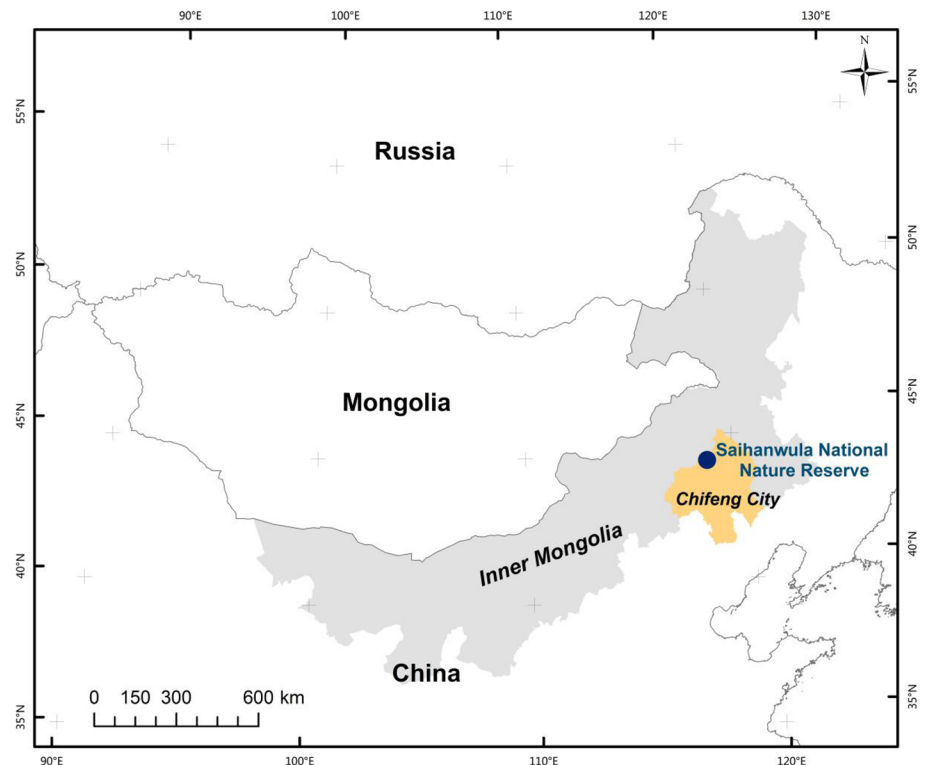 90°E 100°E 110°E 120°E 130°E
N
55°N
55°N
Russia
50°N
50°N
Mongolia
45°N
45°N
Saihanwula National
Nature Reserve
Chifeng City
Inner Mongolia
40°N
40°N
China
0 150 300 600 km
35°N
35°N
90°E 100°E 110°E 120°E